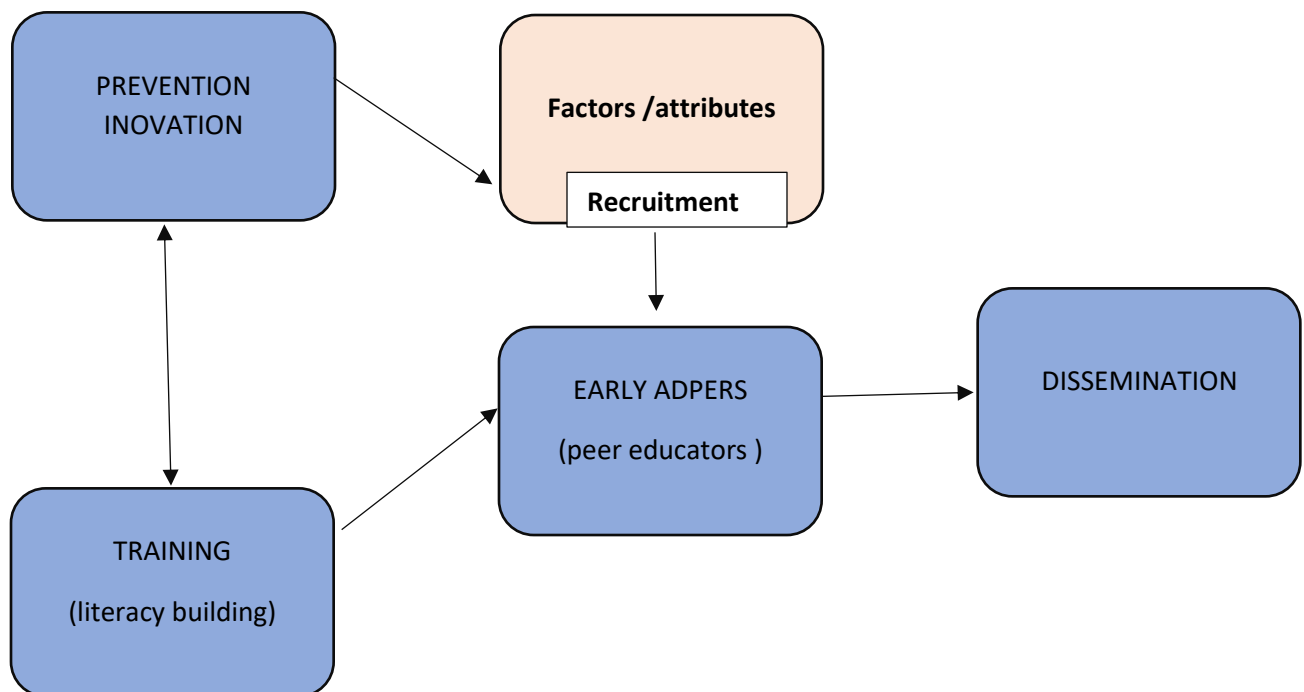 PREVENTION
INOVATION
Factors /attributes
Recruitment
EARLY ADPERS
(peer educators )
DISSEMINATION
TRAINING
(literacy building)